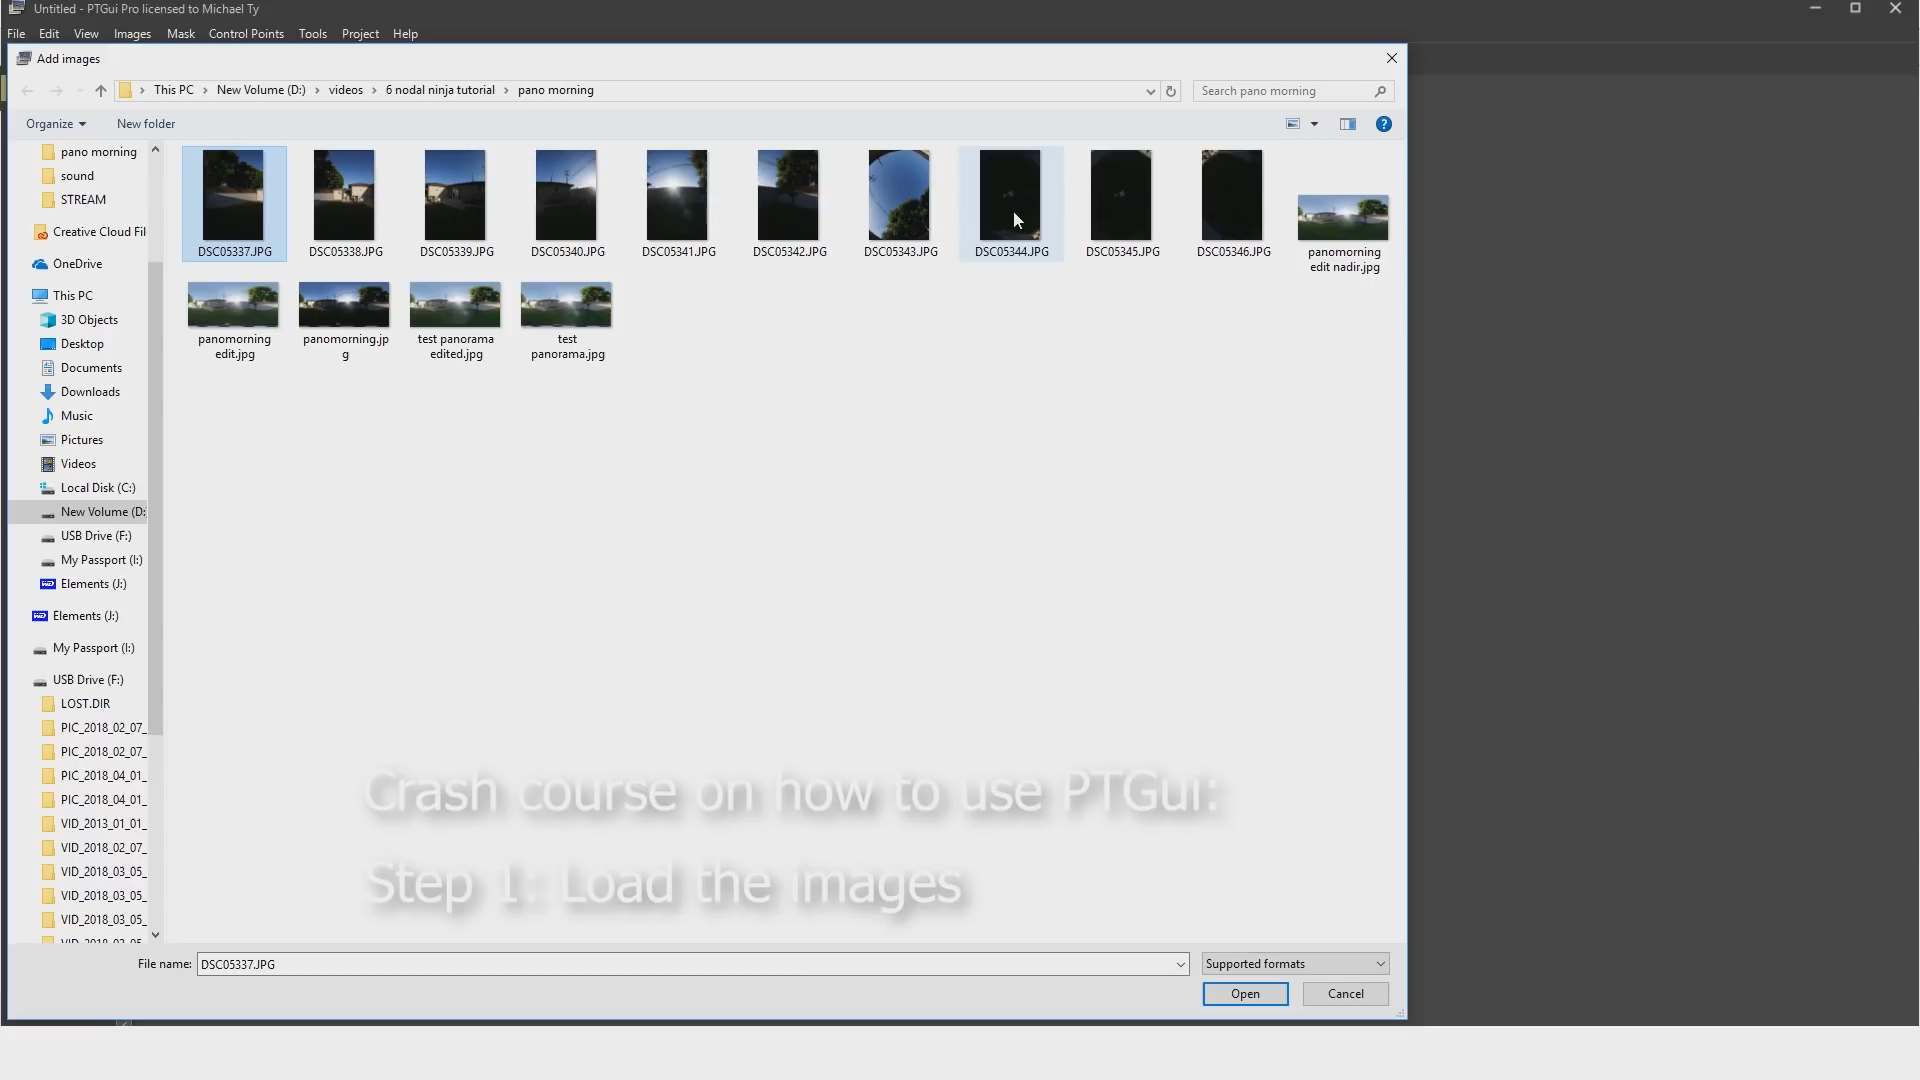 Untitled - PTGui Pro licensed to Michael Ty
File Edit View Images Mask Control Points Tools Project Help
Add images
This PC > New Volume (D:) > videos > 6 nodal ninja tutorial > pano morning
Search pano morning
Organize
New folder
pano morning
sound
STREAM
Creative Cloud Fil
OneDrive
This PC
3D Objects
Desktop
Documents
Downloads
Music
Pictures
Videos
Local Disk (C:)
New Volume (D:
USB Drive (F:)
My Passport (I:)
Elements (J:)
Elements (J:)
My Passport (I:)
USB Drive (F:)
LOST.DIR
PIC_2018_02_07_
PIC_2018_02_07_
PIC_2018_04_01_
PIC_2018_04_01_
VID_2013_01_01_
VID_2018_02_07_
VID_2018_03_05_
VID_2018_03_05_
VID_2018_03_05_
DSC05337.JPG
DSC05338.JPG
DSC05339.JPG
DSC05340.JPG
DSC05341.JPG
DSC05342.JPG
DSC05343.JPG
DSC05344.JPG
DSC05345.JPG
DSC05346.JPG
panomorning
edit nadir.jpg
panomorning
edit.jpg
panomorning.jp
g
test panorama
edited.jpg
test
panorama.jpg
Crash course on how to use PTGui:
Step 1: Load the images
File name: DSC05337.JPG
Supported formats
Open
Cancel